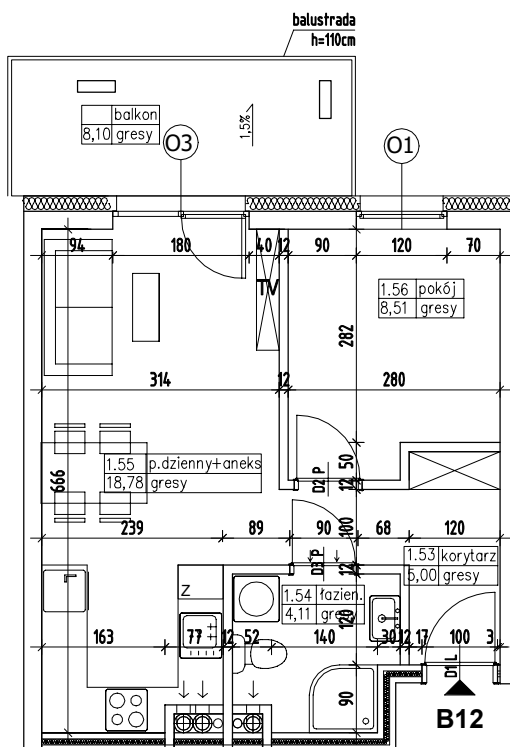 balustrada
h=110cm
balkon
8,10 gresy
1,5%
O3
O1
94 180 40 12 90 120 70
TV
1.56 pokój
8,51 gresy
282
314 12 280
1.55 p.dzienny+aneks
18,78 gresy
666
50
D2 P
12
239 89 90 68 120
100
D3 P
12
1.53 korytarz
5,00 gresy
Z
1.54 łazien.
4,11
120
163 77 12 52 140 30 12 17 100 3
90
D1 L
B12